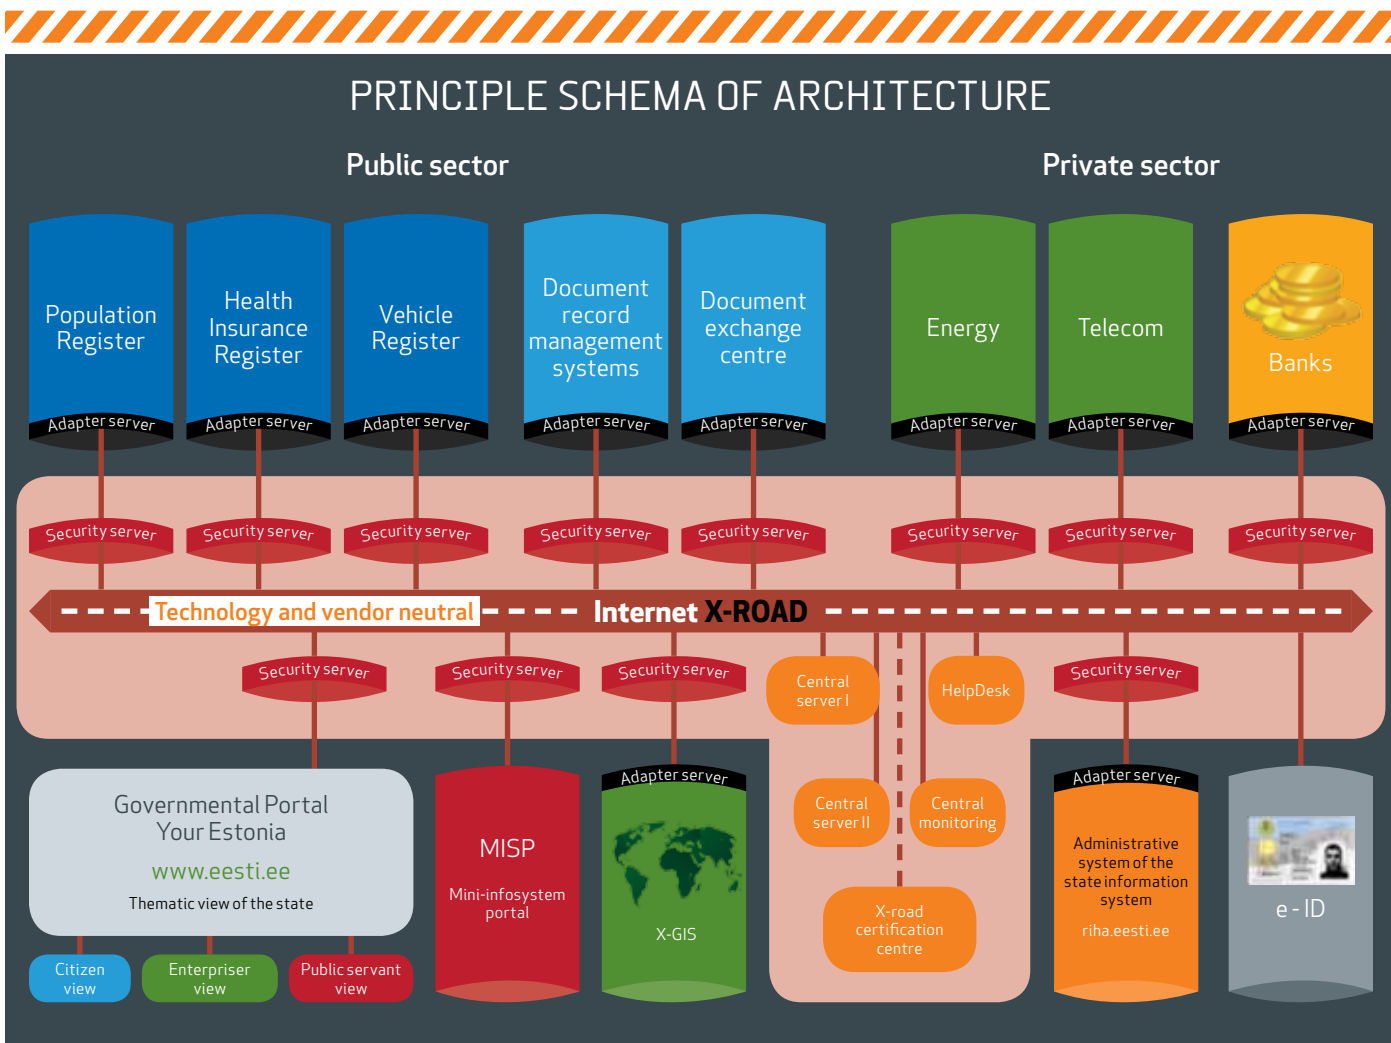 PRINCIPLE SCHEMA OF ARCHITECTURE
Public sector
Private sector
Population
Register
Health
Insurance
Register
Vehicle
Register
Document
record
management
systems
Document
exchange
centre
Energy
Telecom
Banks
Adapter server
Adapter server
Adapter server
Adapter server
Adapter server
Adapter server
Adapter server
Adapter server
Security server
Security server
Security server
Security server
Security server
Security server
Security server
Security server
Technology and vendor neutral
Internet X-ROAD
Security server
Security server
Security server
Central
server I
HelpDesk
Security server
Governmental Portal
Your Estonia
www.eesti.ee
Thematic view of the state
Citizen
view
Enterpriser
view
Public servant
view
MISP
Mini-infosystem
portal
Adapter server
X-GIS
Central
server II
Central
monitoring
X-road
certification
centre
Adapter server
Administrative
system of the
state information
system
riha.eesti.ee
e - ID